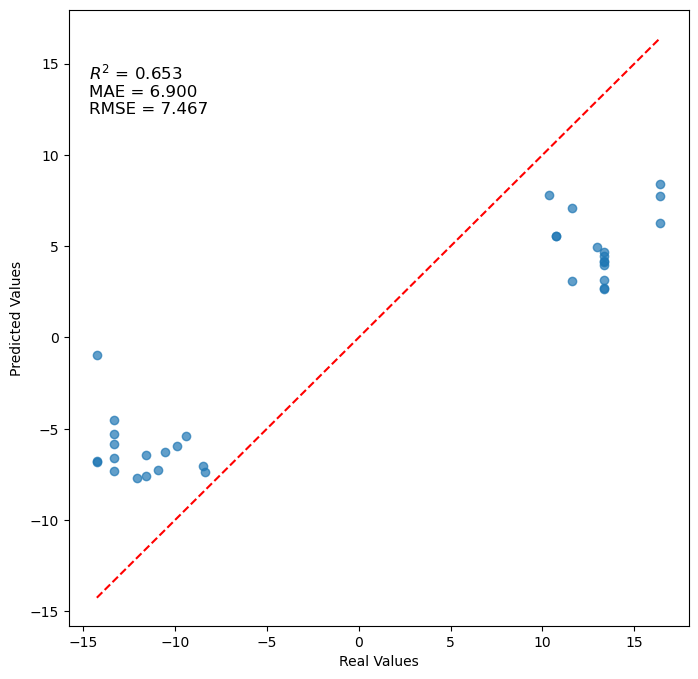 R² = 0.653
MAE = 6.900
RMSE = 7.467
15
10
5
0
−5
−10
−15
Predicted Values
−15 −10 −5 0 5 10 15
Real Values